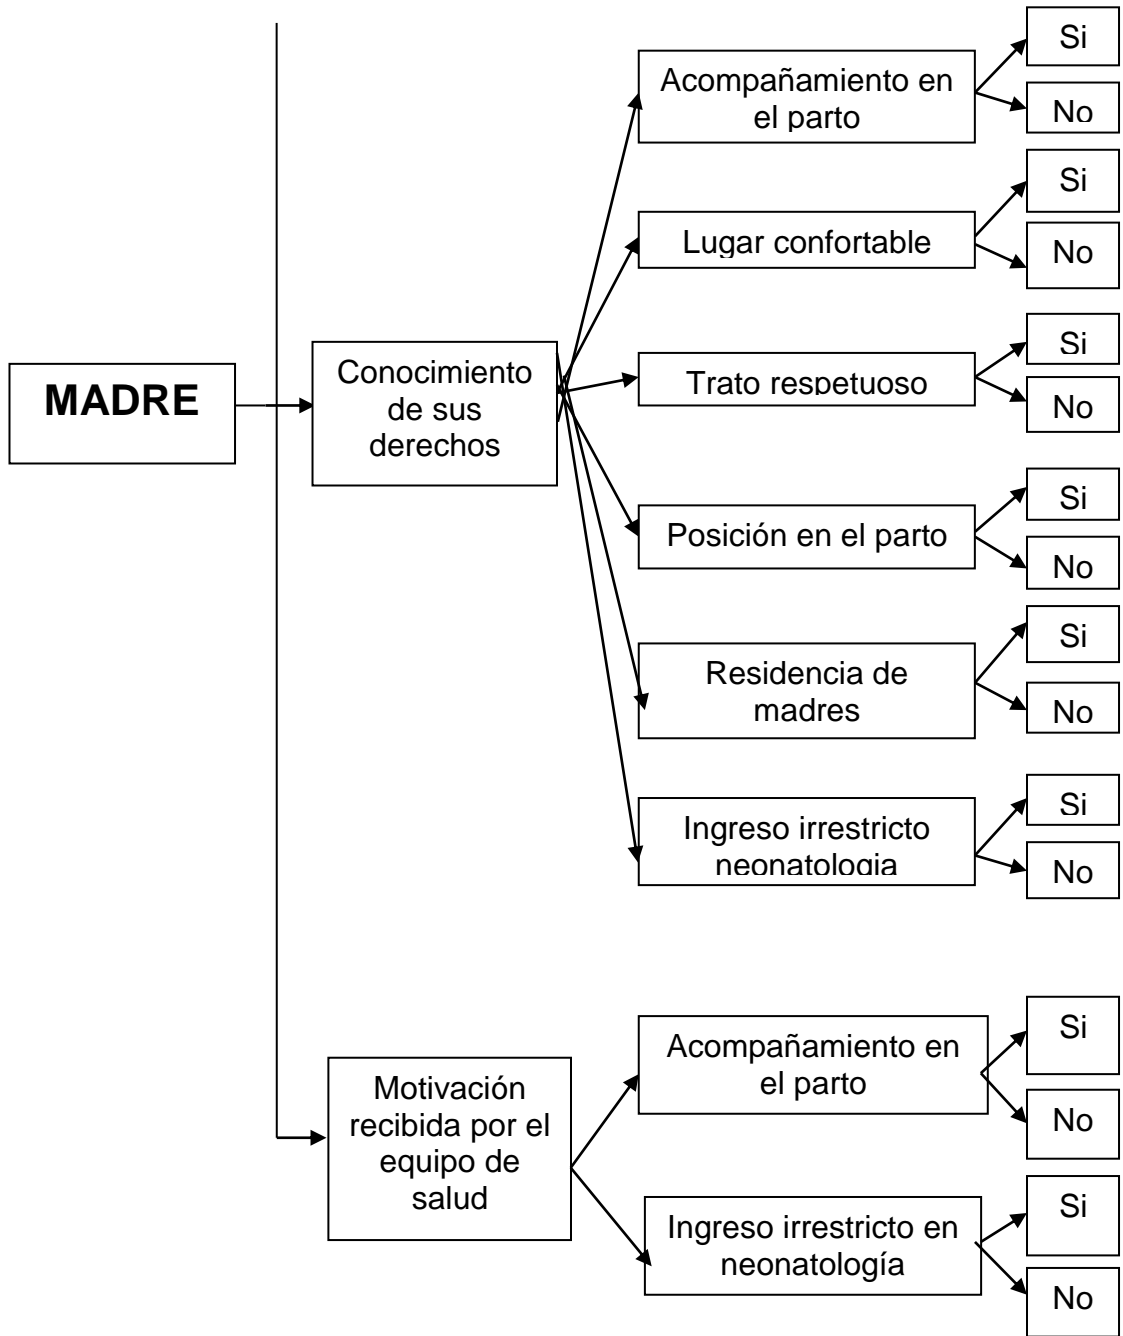 MADRE
Conocimiento
de sus
derechos
Acompañamiento en
el parto
Si
No
Lugar confortable
Si
No
Trato respetuoso
Si
No
Posición en el parto
Si
No
Residencia de
madres
Si
No
Ingreso irrestricto
neonatologia
Si
No
Motivación
recibida por el
equipo de
salud
Acompañamiento en
el parto
Si
No
Ingreso irrestricto en
neonatología
Si
No